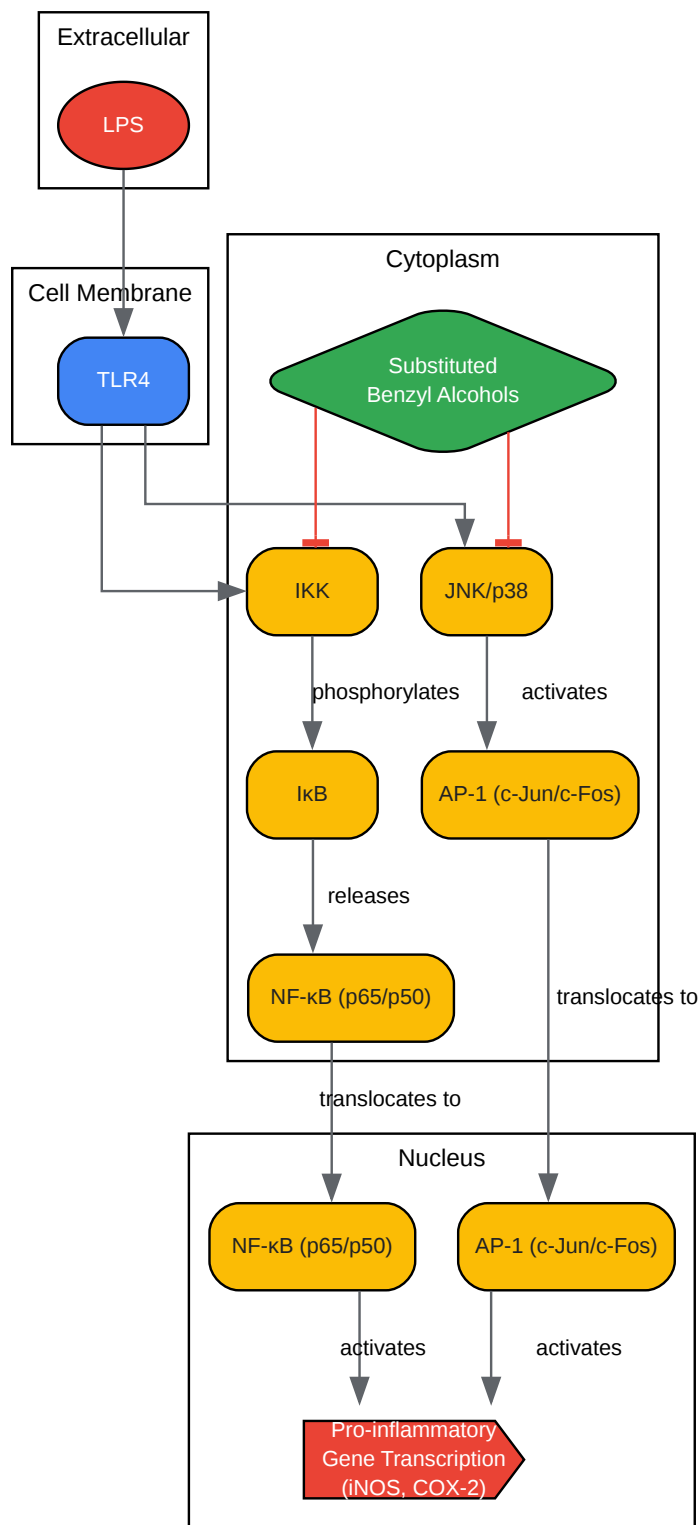 Extracellular
LPS
Cell Membrane
TLR4
Cytoplasm
Substituted
Benzyl Alcohols
IKK
JNK/p38
phosphorylates
activates
IκB
AP-1 (c-Jun/c-Fos)
releases
NF-κB (p65/p50)
translocates to
translocates to
Nucleus
NF-κB (p65/p50)
AP-1 (c-Jun/c-Fos)
activates
activates
Pro-inflammatory
Gene Transcription
(iNOS, COX-2)